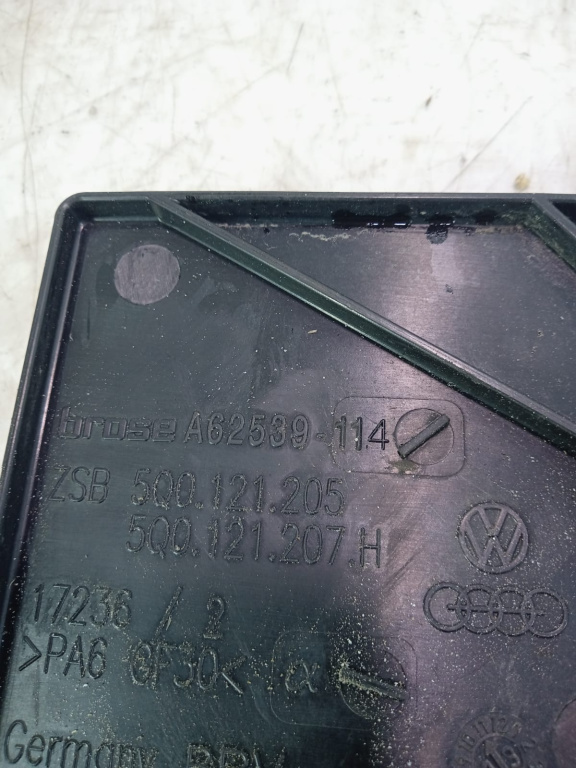 brose A62539-114
ZSB 5Q0.121.205
5Q0.121.207.H
17236 / 2
>PA6 GF30< α
Germany